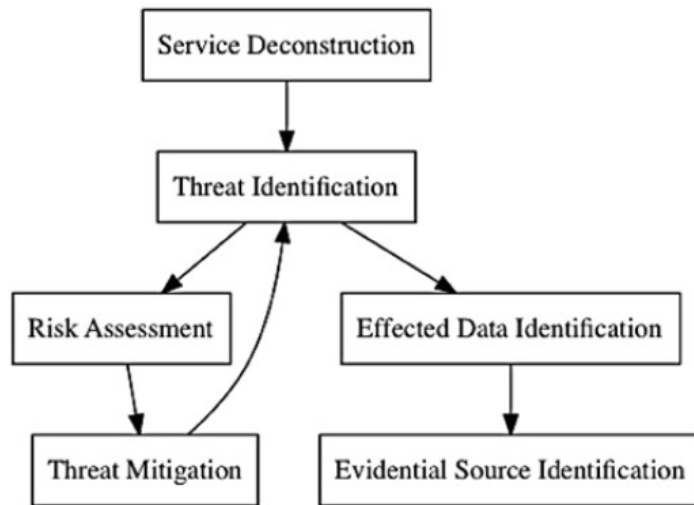 Service Deconstruction
Threat Identification
Risk Assessment
Effected Data Identification
Threat Mitigation
Evidential Source Identification